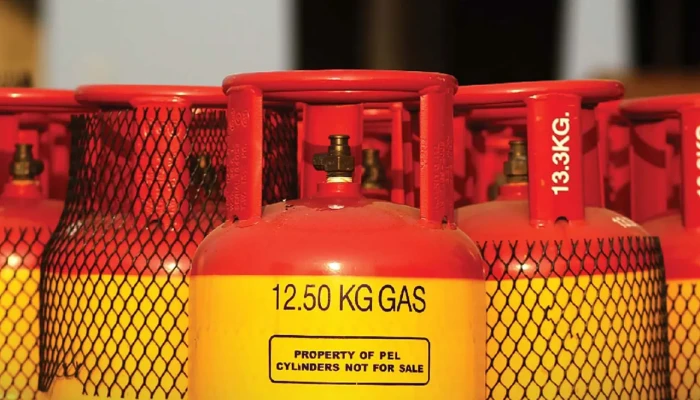 12.50 KG GAS
PROPERTY OF PEL
CYLINDERS NOT FOR SALE
13.3KG.